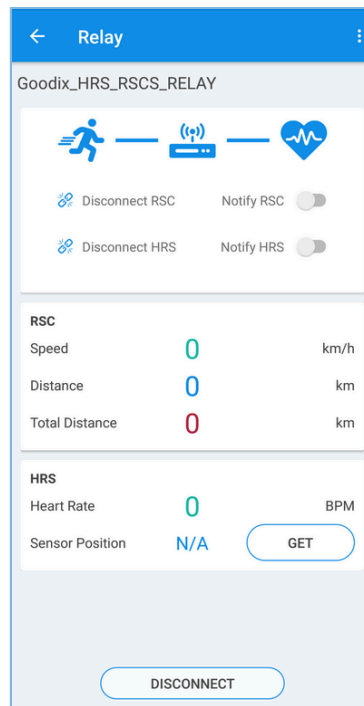 Relay
Goodix_HRS_RSCS_RELAY
Disconnect RSC Notify RSC
Disconnect HRS Notify HRS
RSC
Speed 0 km/h
Distance 0 km
Total Distance 0 km
HRS
Heart Rate 0 BPM
Sensor Position N/A GET
DISCONNECT